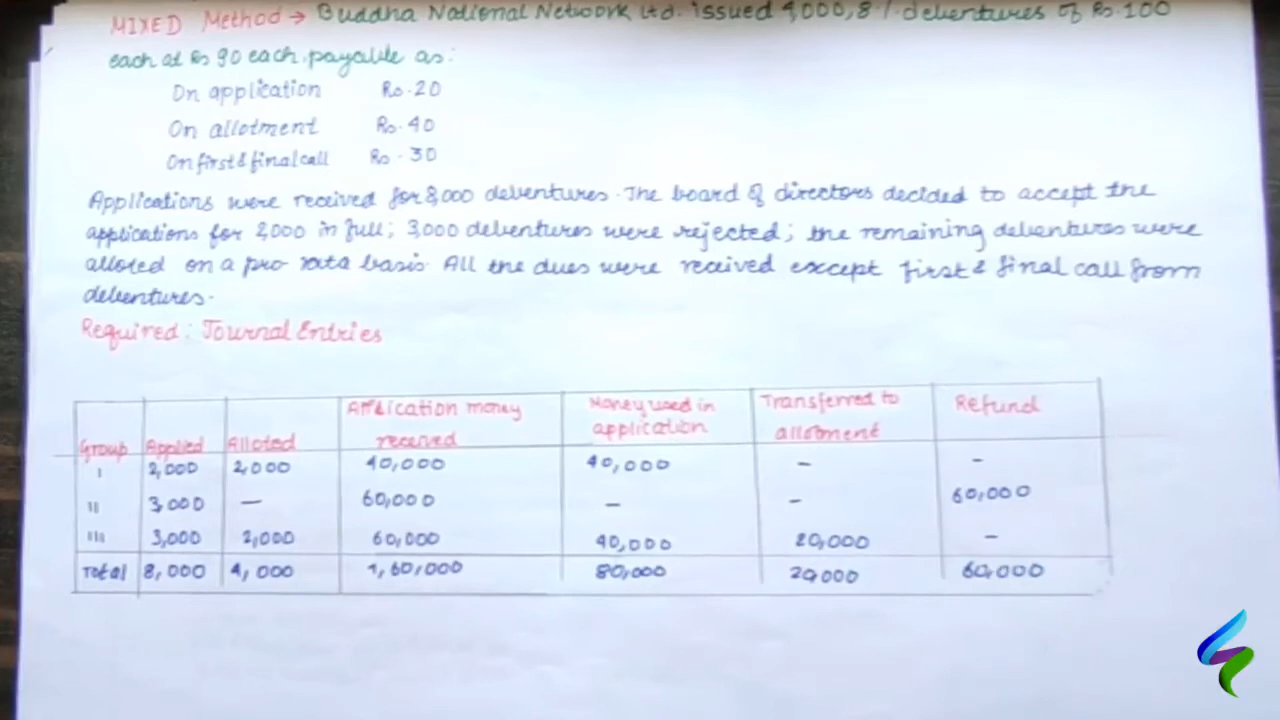 MIXED Method → Buddha National Network Ltd. issued 4,000, 8% debentures of Rs. 100
each at Rs 90 each, payable as:
On application Rs. 20
On allotment Rs. 40
On first & final call Rs. 30
Applications were received for 8,000 debentures. The board of directors decided to accept the
applications for 2,000 in full; 3,000 debentures were rejected; the remaining debentures were
alloted on a pro rata basis. All the dues were received except first & final call from
debentures.
Required: Journal Entries
Group Applied Alloted Application money received Money used in application Transferred to allotment Refund
I 2,000 2,000 40,000 40,000 – –
II 3,000 — 60,000 – – 60,000
III 3,000 2,000 60,000 40,000 20,000 –
Total 8,000 4,000 1,60,000 80,000 20,000 60,000